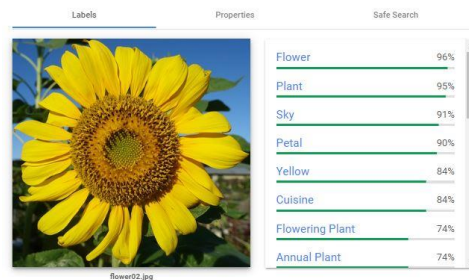 Labels
Properties
Safe Search
Flower 96%
Plant 95%
Sky 91%
Petal 90%
Yellow 84%
Cuisine 84%
Flowering Plant 74%
Annual Plant 74%
flower02.jpg